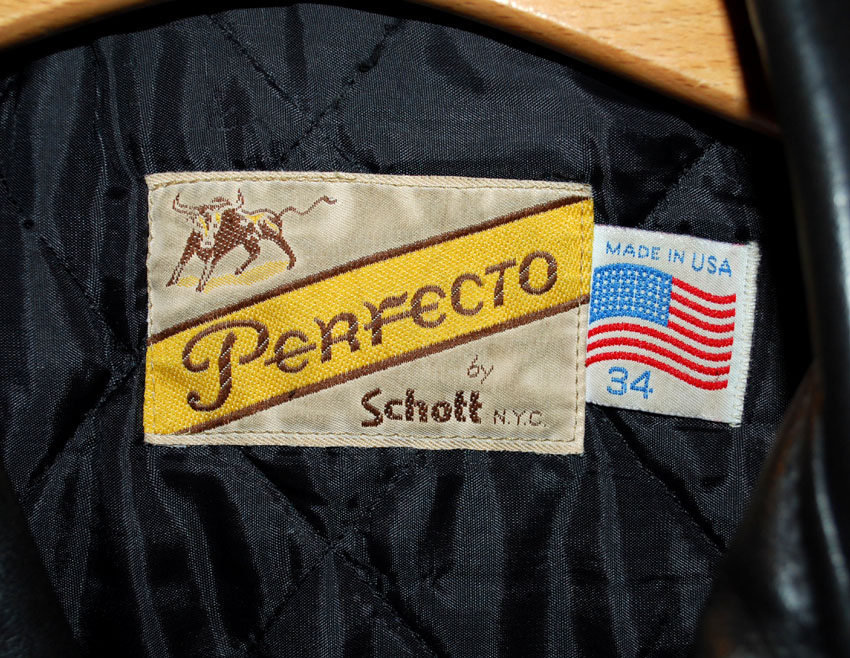 PERFECTO
by
Schott N.Y.C.
MADE IN USA
34